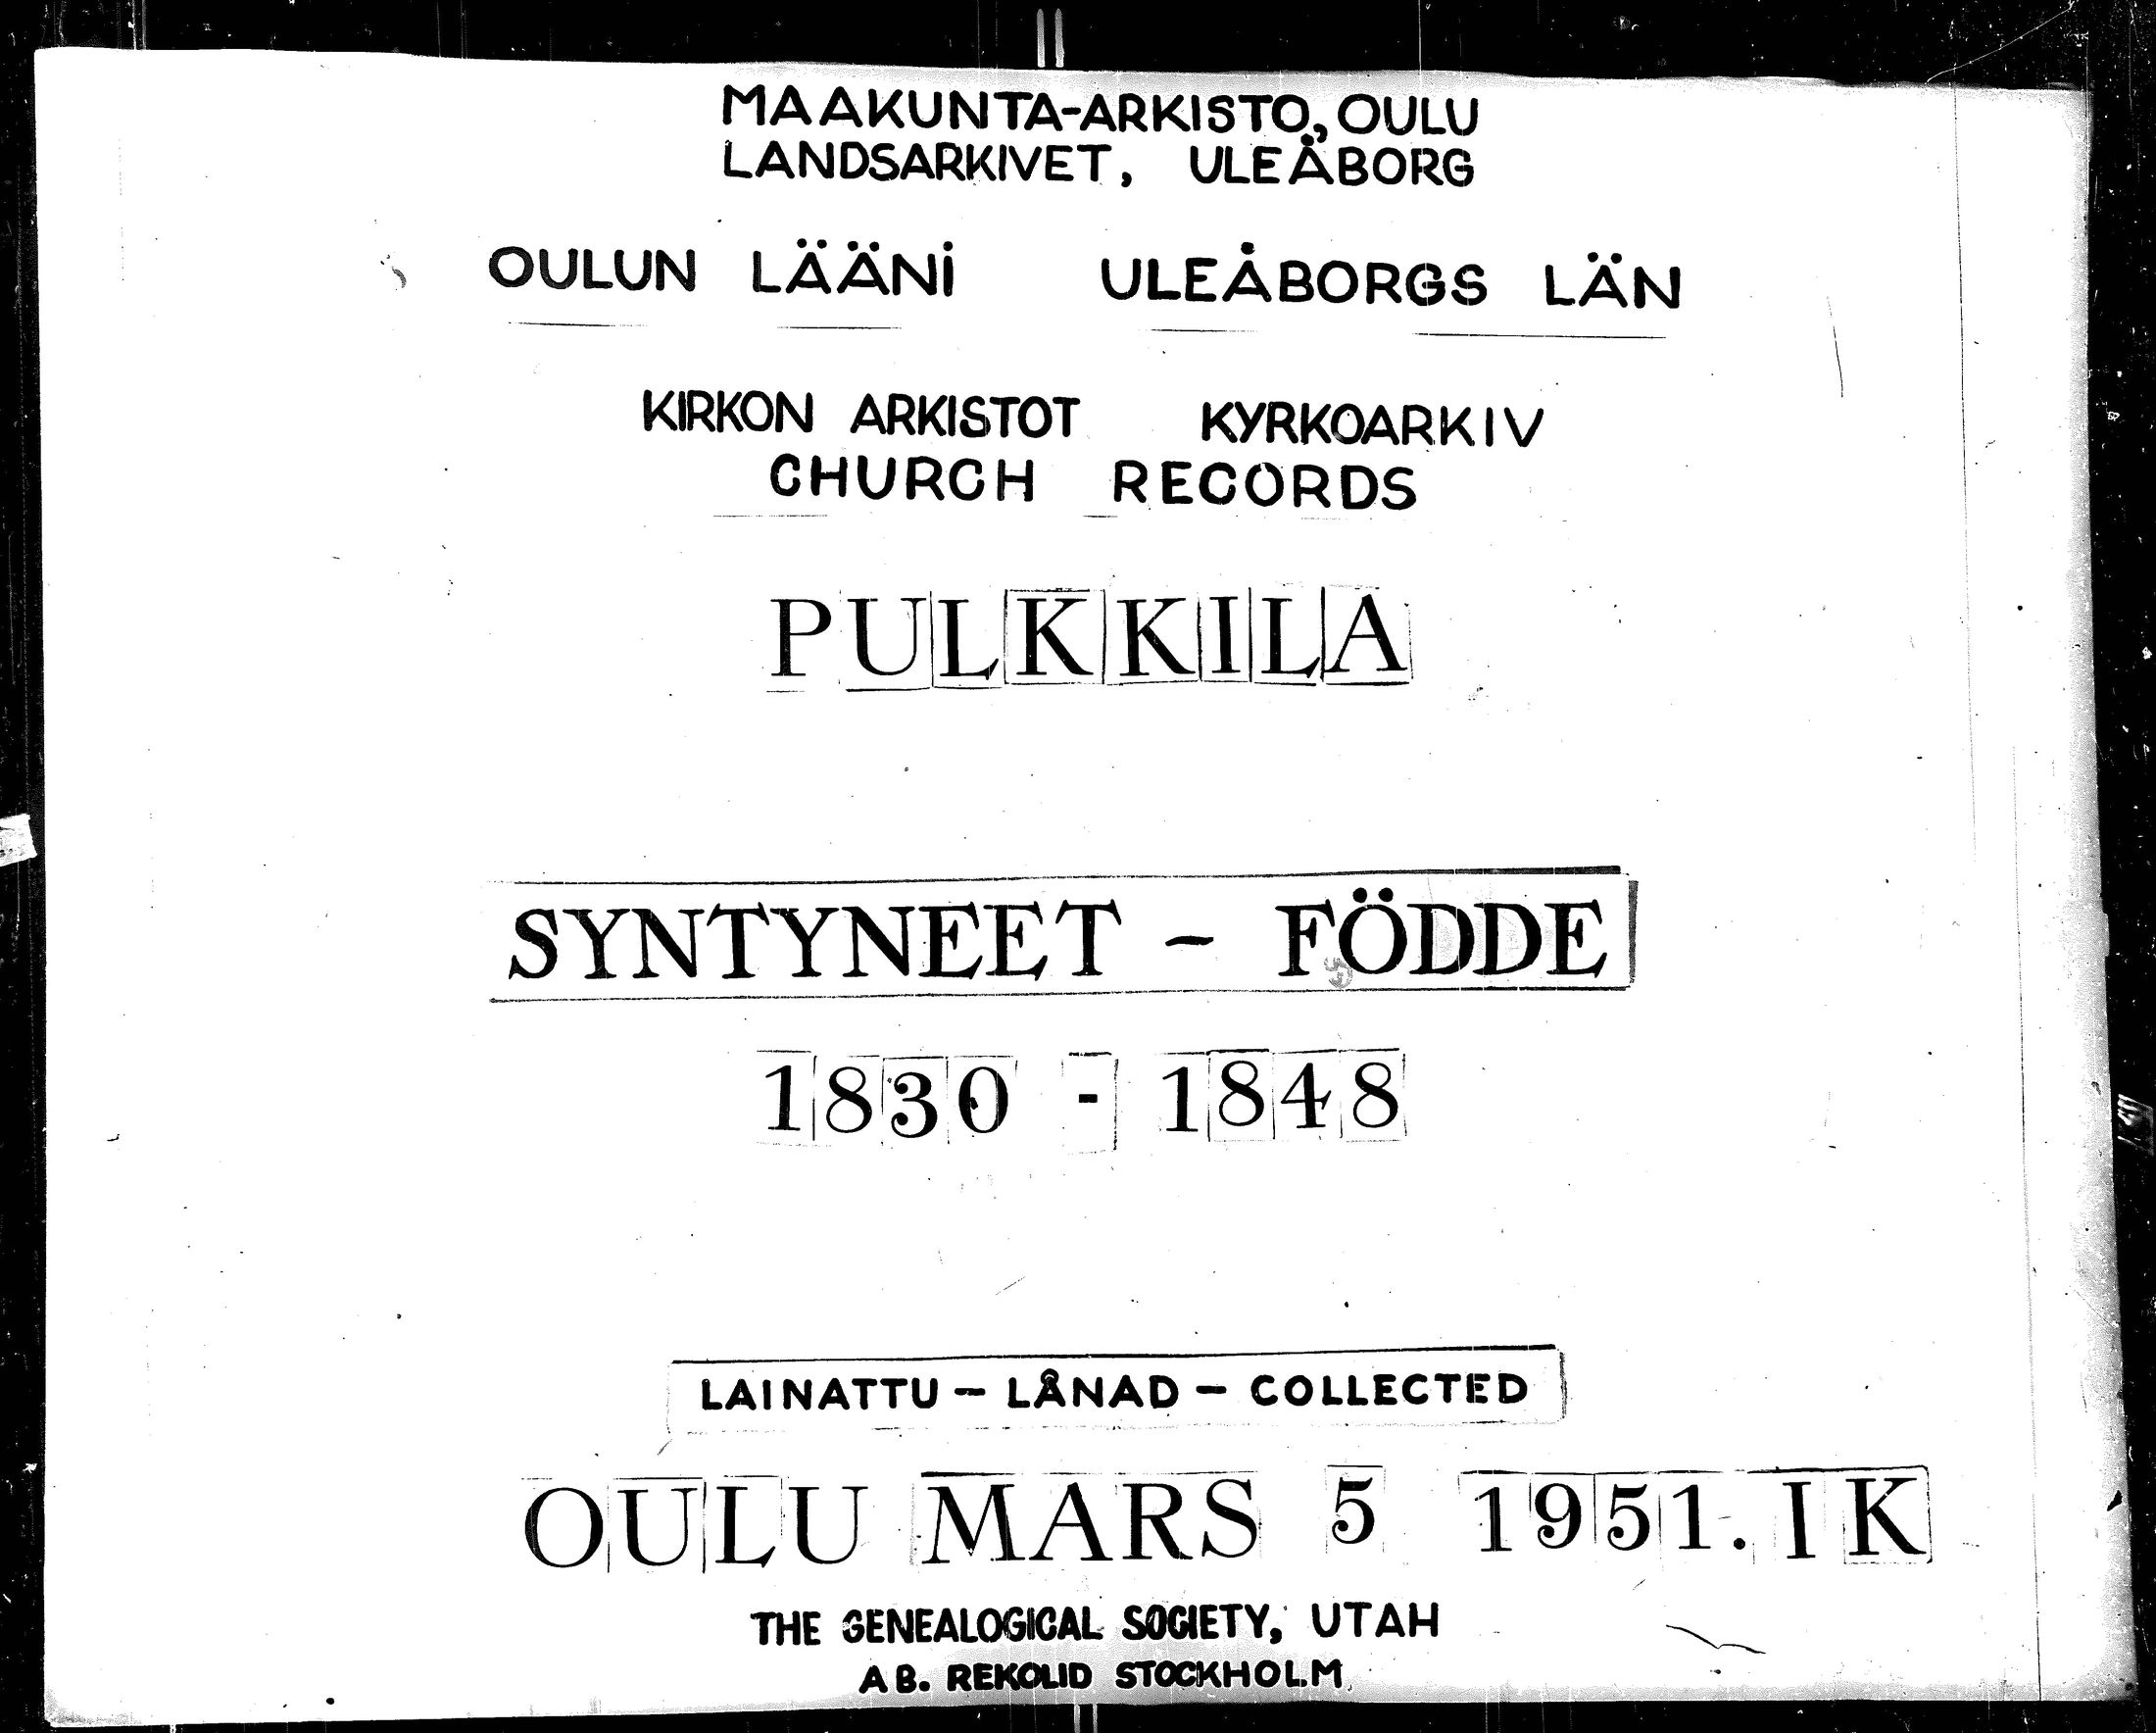 MAAKUNTA-ARKISTO, OULU
LANDSARKIVET, ULEÅBORG
OULUN LÄÄNI ULEÅBORGS LÄN
KIRKON ARKISTOT KYRKOARKIV
CHURCH RECORDS
PULKKILA
SYNTYNEET - FÖDDE
1830 - 1848
LAINATTU - LÅNAD - COLLECTED
OULU MARS 5 1951. IK
THE GENEALOGICAL SOCIETY, UTAH
AB. REKOLID STOCKHOLM